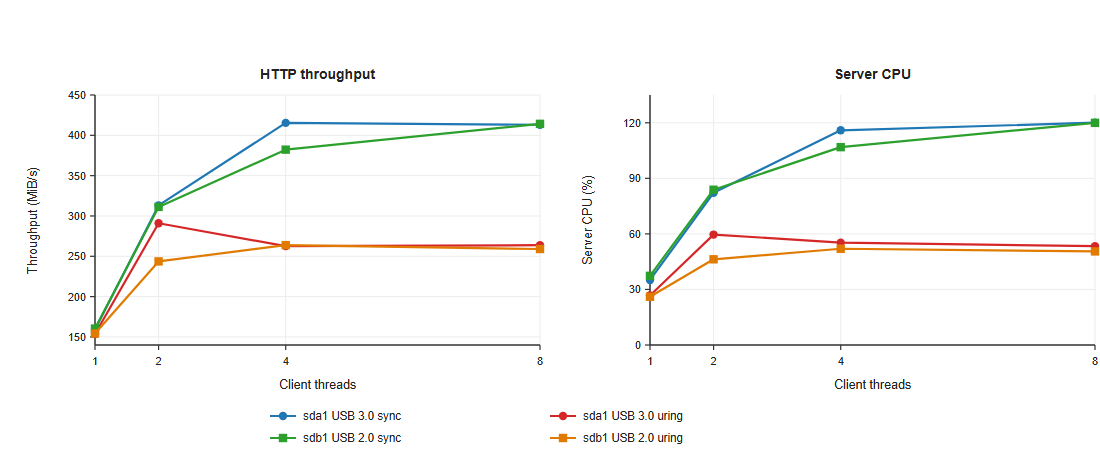 HTTP throughput
Server CPU
Throughput (MiB/s)
450
400
350
300
250
200
150
1 2 4 8
Client threads
Server CPU (%)
120
90
60
30
0
1 2 4 8
Client threads
sda1 USB 3.0 sync
sda1 USB 3.0 uring
sdb1 USB 2.0 sync
sdb1 USB 2.0 uring